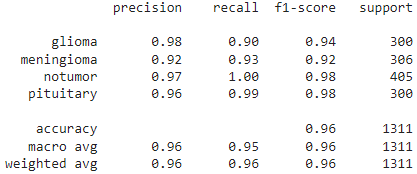 precision recall f1-score support
glioma 0.98 0.90 0.94 300
meningioma 0.92 0.93 0.92 306
notumor 0.97 1.00 0.98 405
pituitary 0.96 0.99 0.98 300
accuracy 0.96 1311
macro avg 0.96 0.95 0.96 1311
weighted avg 0.96 0.96 0.96 1311